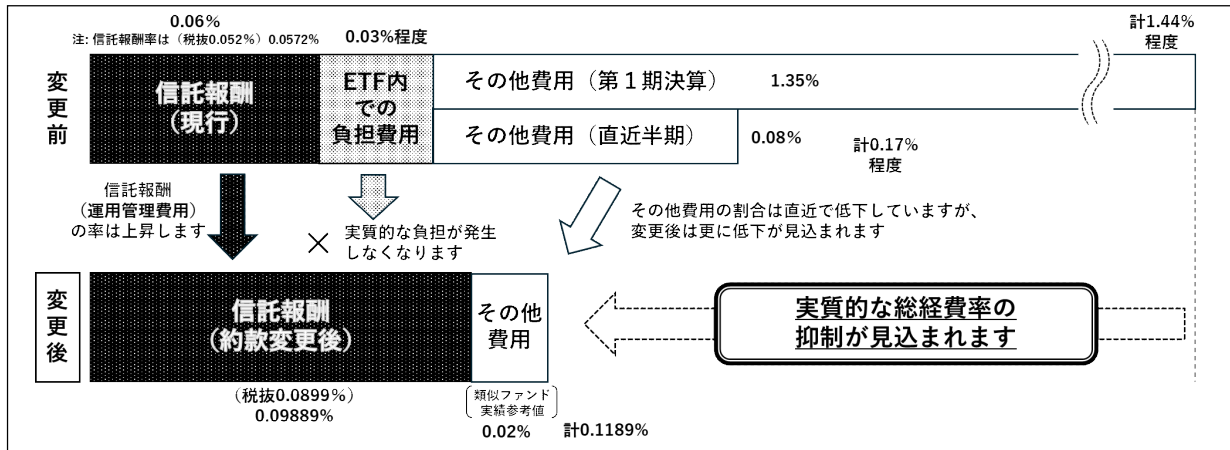 0.06%
注: 信託報酬率は（税抜0.052%）0.0572%
0.03%程度
計1.44%
程度
変更前
信託報酬
（現行）
ETF内
での
負担費用
その他費用（第１期決算）
1.35%
その他費用（直近半期）
0.08%
計0.17%
程度
信託報酬
（運用管理費用）
の率は上昇します
×
実質的な負担が発生
しなくなります
その他費用の割合は直近で低下していますが、
変更後は更に低下が見込まれます
変更後
信託報酬
（約款変更後）
その他
費用
実質的な総経費率の
抑制が見込まれます
（税抜0.0899%）
0.09889%
類似ファンド
実績参考値
0.02%
計0.1189%